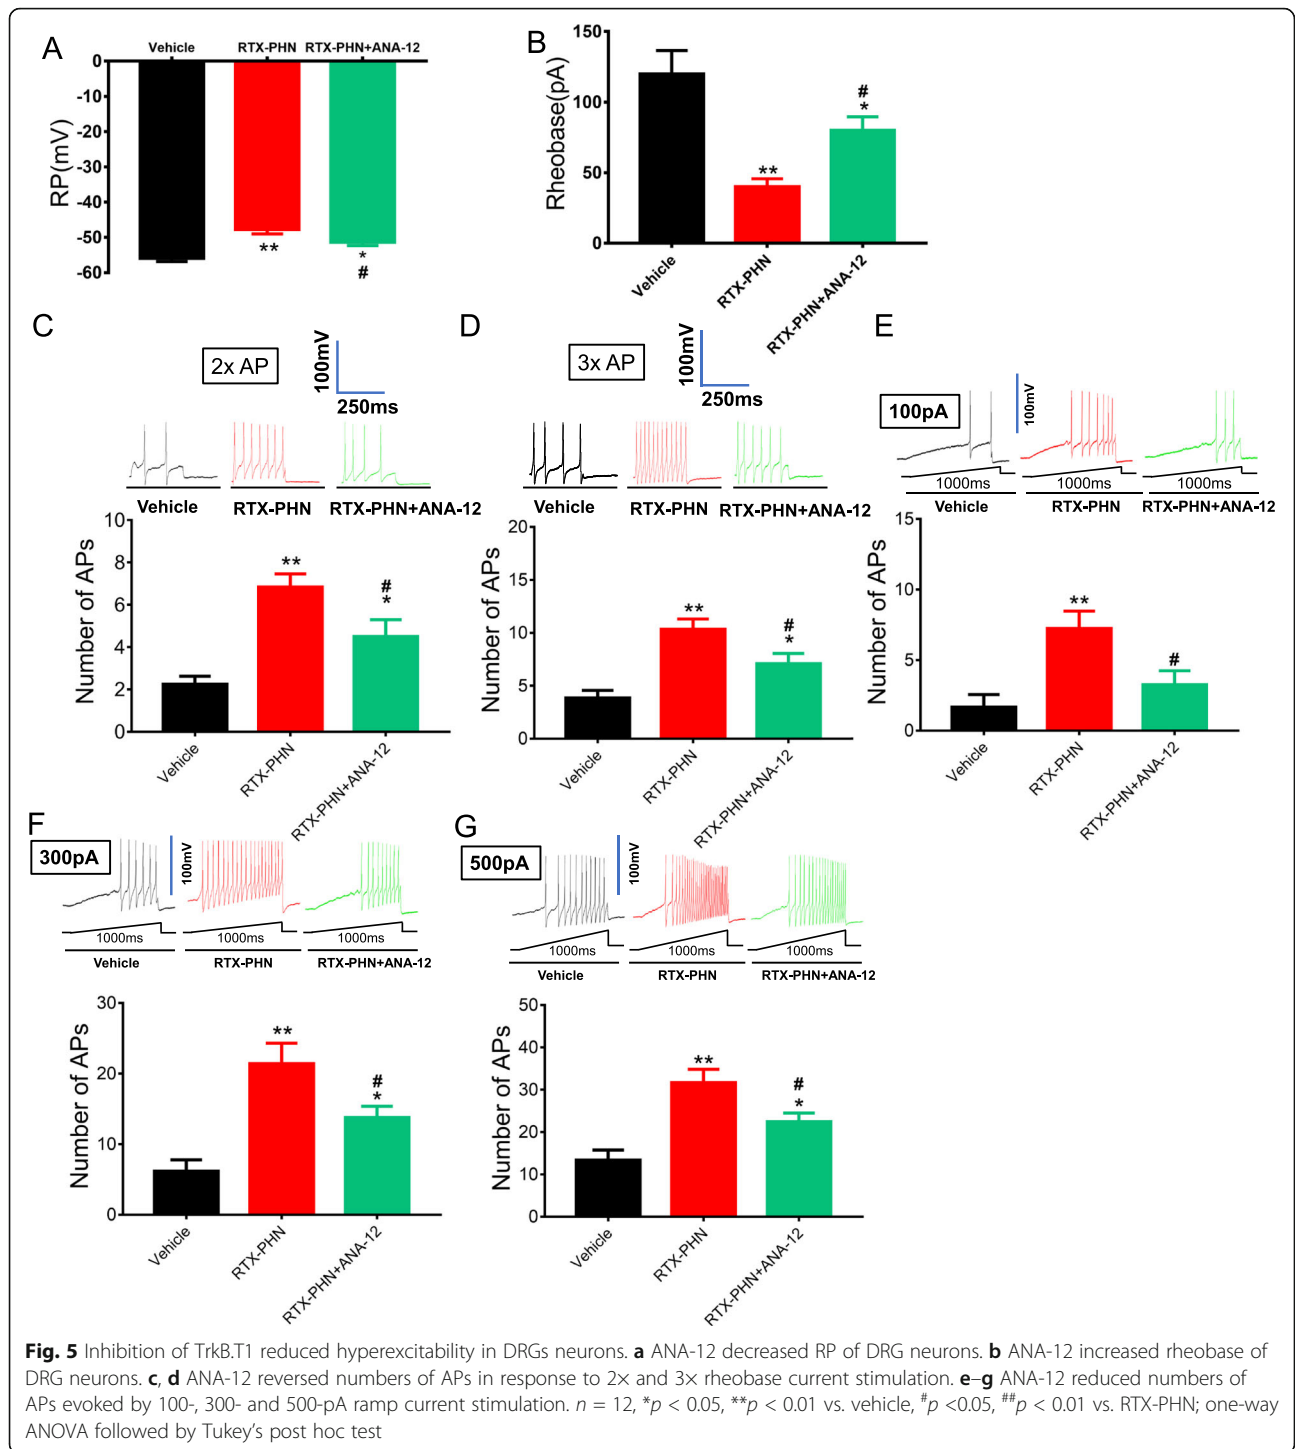 A
B
Vehicle RTX-PHN RTX-PHN+ANA-12
0
-10
-20
-30
-40
-50
-60
RP(mV)
**
*
#
150
100
50
0
Rheobase(pA)
**
#
*
Vehicle
RTX-PHN
RTX-PHN+ANA-12
C
2x AP
100mV
250ms
Vehicle RTX-PHN RTX-PHN+ANA-12
10
8
6
4
2
0
Number of APs
**
#
*
Vehicle
RTX-PHN
RTX-PHN+ANA-12
D
3x AP
100mV
250ms
Vehicle RTX-PHN RTX-PHN+ANA-12
20
15
10
5
0
Number of APs
**
#
*
Vehicle
RTX-PHN
RTX-PHN+ANA-12
E
100pA
100mV
1000ms 1000ms 1000ms
Vehicle RTX-PHN RTX-PHN+ANA-12
15
10
5
0
Number of APs
**
#
Vehicle
RTX-PHN
RTX-PHN+ANA-12
F
300pA
100mV
1000ms 1000ms 1000ms
Vehicle RTX-PHN RTX-PHN+ANA-12
30
20
10
0
Number of APs
**
#
*
Vehicle
RTX-PHN
RTX-PHN+ANA-12
G
500pA
100mV
1000ms 1000ms 1000ms
Vehicle RTX-PHN RTX-PHN+ANA-12
50
40
30
20
10
0
Number of APs
**
#
*
Vehicle
RTX-PHN
RTX-PHN+ANA-12
Fig. 5 Inhibition of TrkB.T1 reduced hyperexcitability in DRGs neurons. a ANA-12 decreased RP of DRG neurons. b ANA-12 increased rheobase of
DRG neurons. c, d ANA-12 reversed numbers of APs in response to 2× and 3× rheobase current stimulation. e–g ANA-12 reduced numbers of
APs evoked by 100-, 300- and 500-pA ramp current stimulation. n = 12, *p < 0.05, **p < 0.01 vs. vehicle, #p <0.05, ##p < 0.01 vs. RTX-PHN; one-way
ANOVA followed by Tukey’s post hoc test